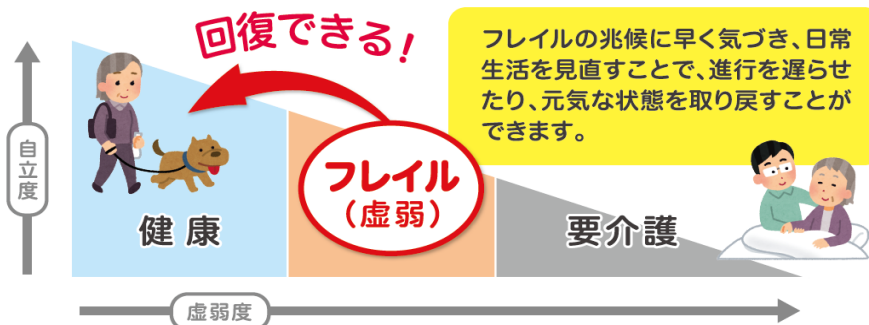 回復できる！
フレイルの兆候に早く気づき、日常
生活を見直すことで、進行を遅らせ
たり、元気な状態を取り戻すことが
できます。
自立度
フレイル
（虚弱）
健康
要介護
虚弱度